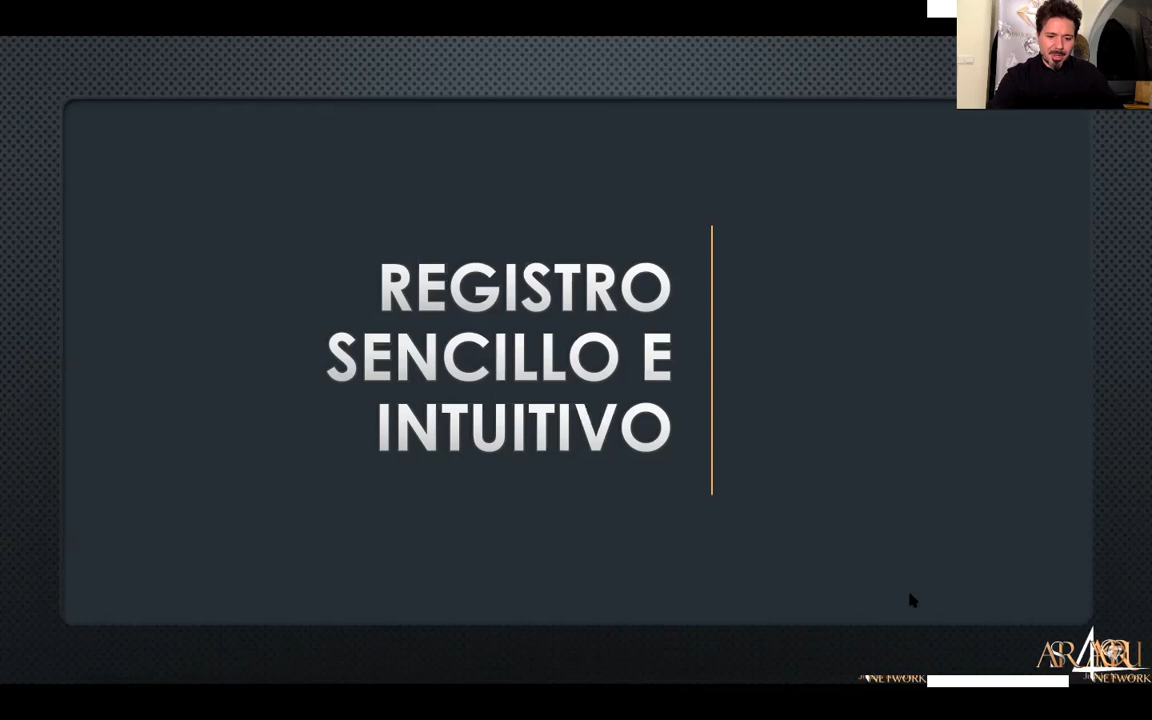 REGISTRO
SENCILLO E
INTUITIVO
NETWORK
NETWORK